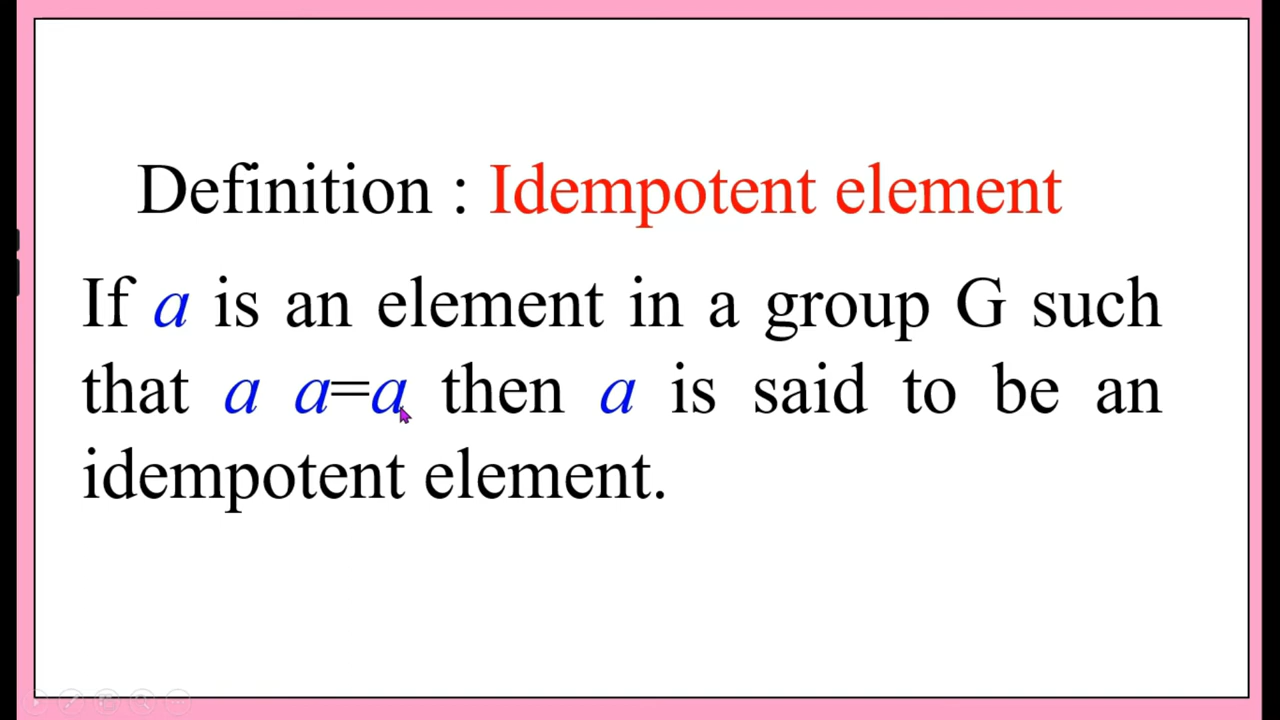 Definition : Idempotent element
If a is an element in a group G such
that a a=a then a is said to be an
idempotent element.